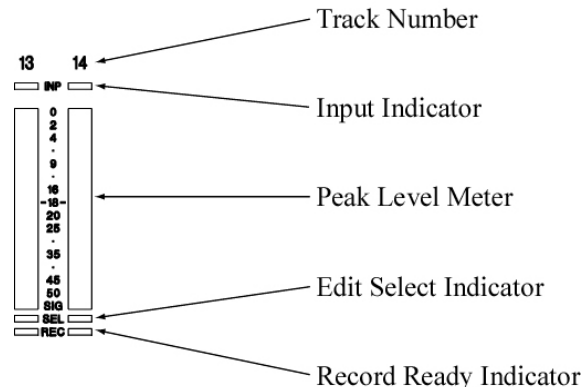 Track Number
13 14
INP
Input Indicator
0
2
4
.
9
.
16
-18-
20
25
.
35
.
45
50
SIG
SEL
REC
Peak Level Meter
Edit Select Indicator
Record Ready Indicator